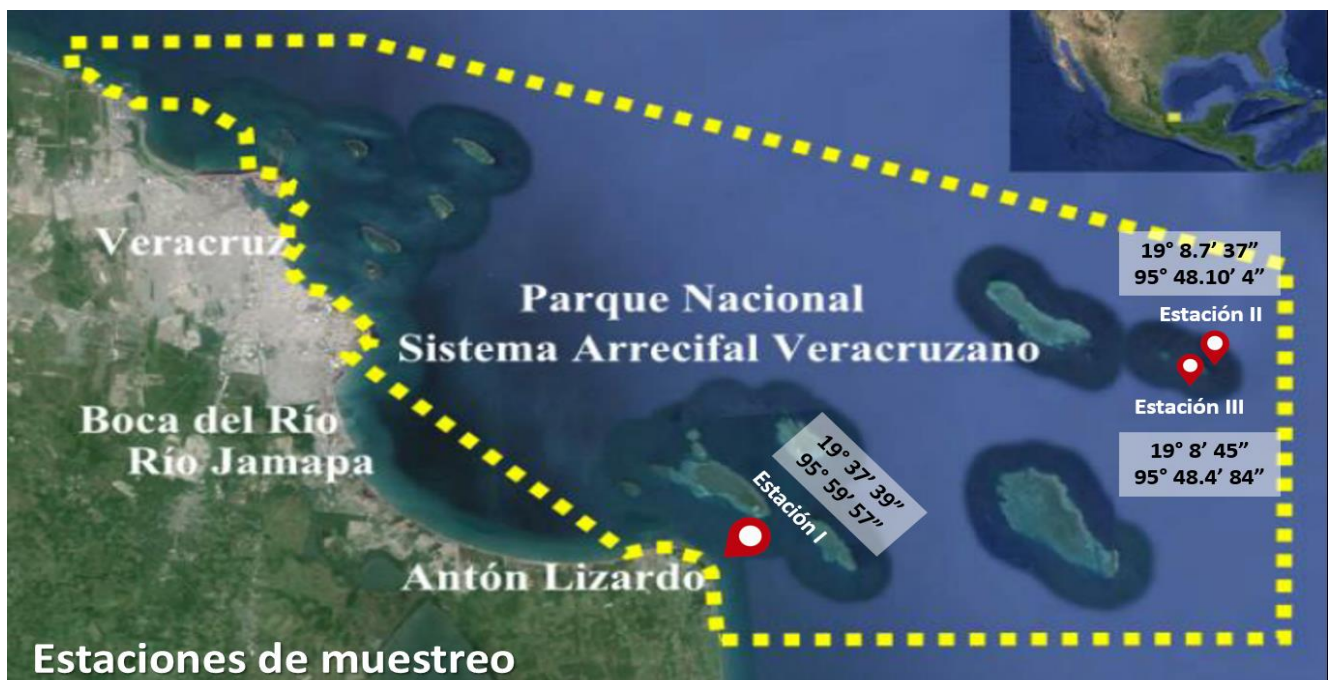 Veracruz
Parque Nacional
Sistema Arrecifal Veracruzano
19° 8.7’ 37”
95° 48.10’ 4”
Estación II
Estación III
19° 8’ 45”
95° 48.4’ 84”
Boca del Río
Río Jamapa
19° 37’ 39”
95° 59’ 57”
Estación I
Antón Lizardo
Estaciones de muestreo